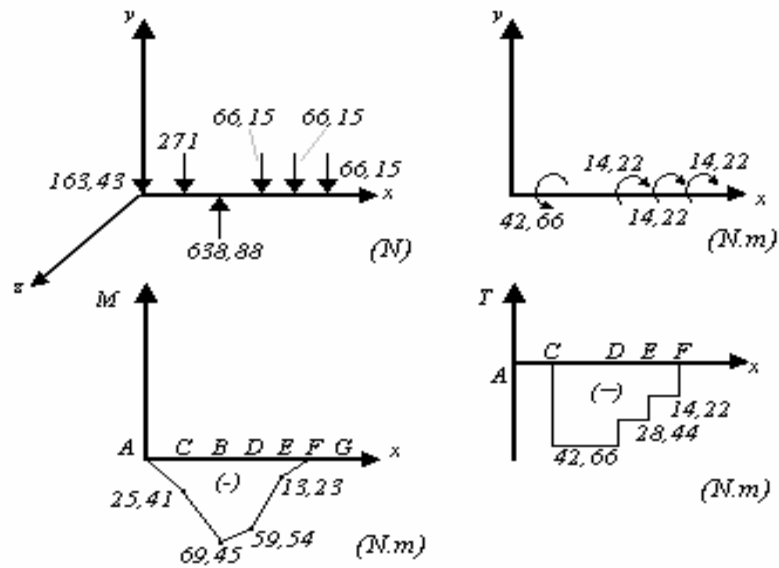 y
66,15 66,15
271
163,43
66,15
x
638,88
(N)
z
y
14,22 14,22
x
42,66
14,22
(N.m)
M
A C B D E F G x
(-)
25,41
13,23
59,54
69,45
(N.m)
T
C D E F
A
x
(-)
14,22
28,44
42,66
(N.m)